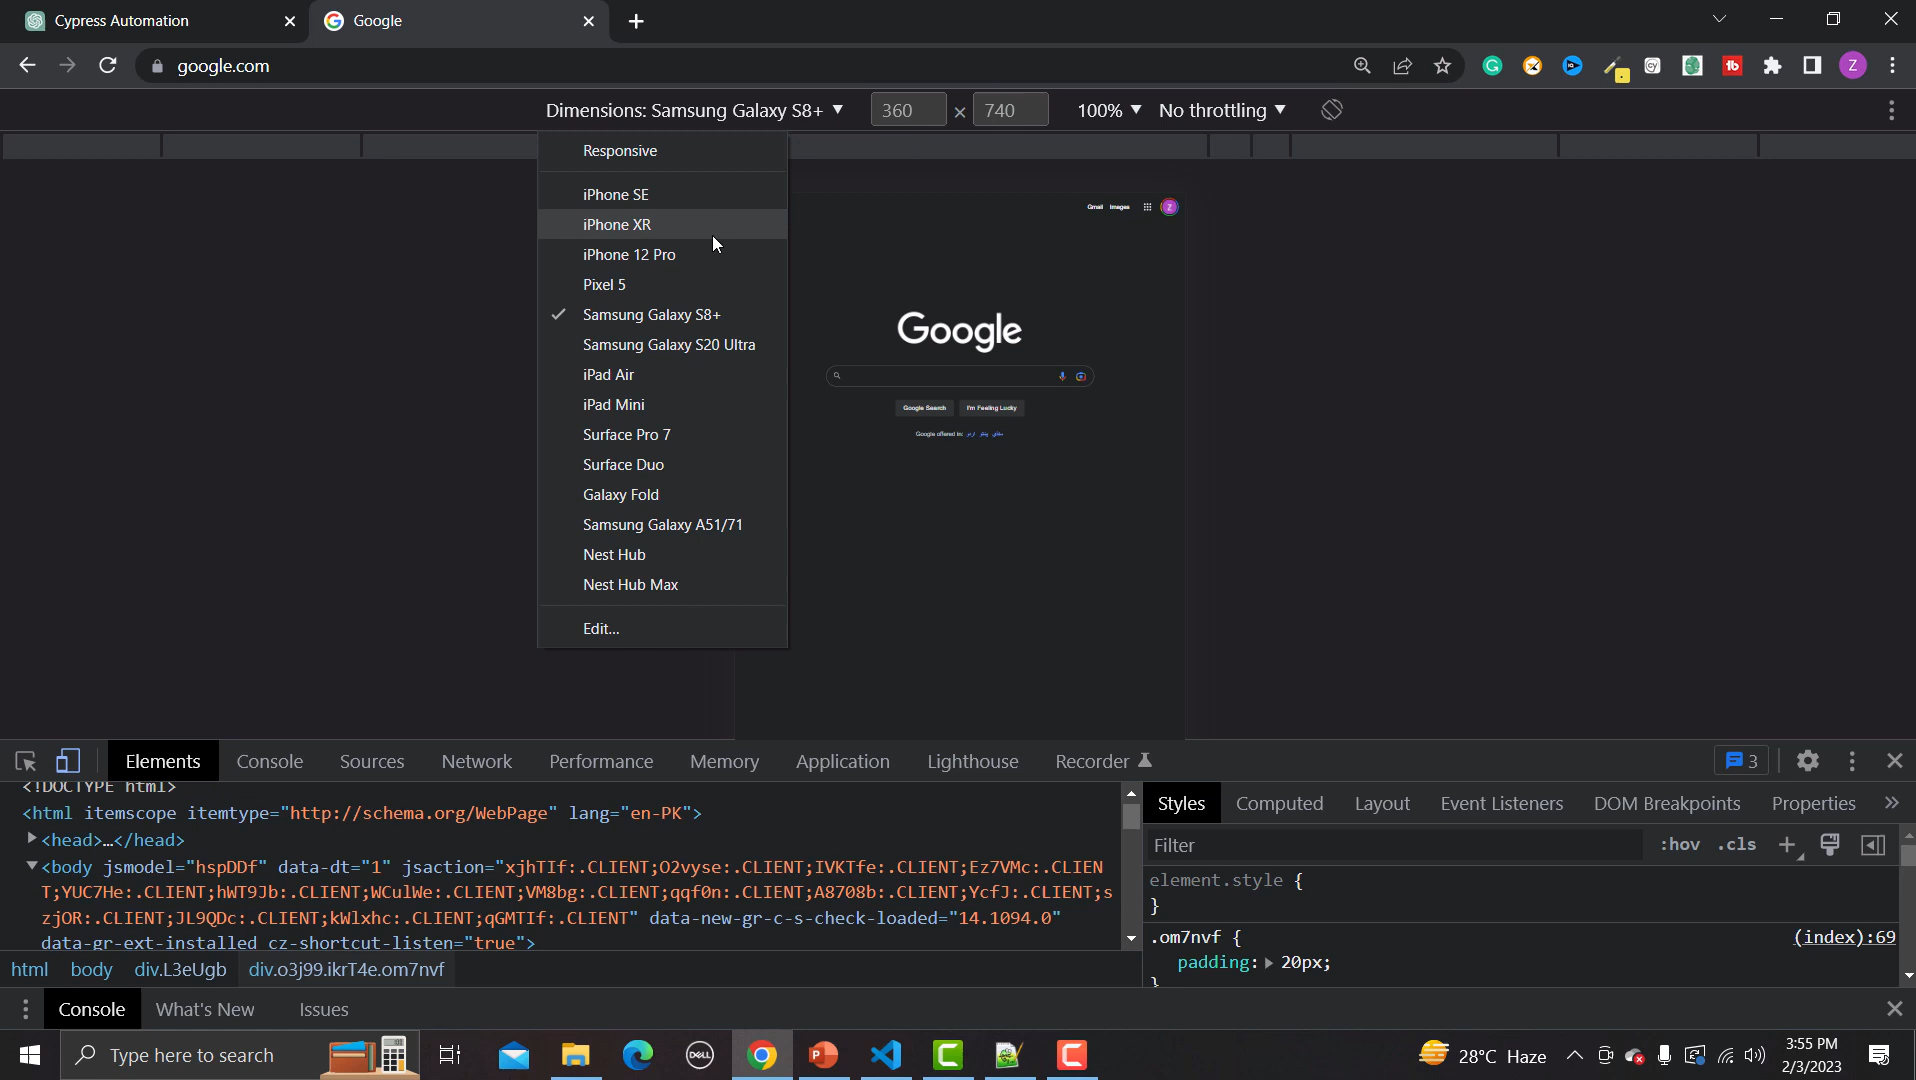 Cypress Automation
Google
google.com
Z
Dimensions: Samsung Galaxy S8+
360 × 740
100%
No throttling
Responsive
iPhone SE
iPhone XR
iPhone 12 Pro
Pixel 5
Samsung Galaxy S8+
Samsung Galaxy S20 Ultra
iPad Air
iPad Mini
Surface Pro 7
Surface Duo
Galaxy Fold
Samsung Galaxy A51/71
Nest Hub
Nest Hub Max
Edit...
Gmail Images Z
Google
Google Search I'm Feeling Lucky
Google offered in: اردو پښتو سنڌي
Elements Console Sources Network Performance Memory Application Lighthouse Recorder 3
<!DOCTYPE html>
<html itemscope itemtype="http://schema.org/WebPage" lang="en-PK">
<head>…</head>
<body jsmodel="hspDDf" data-dt="1" jsaction="xjhTIf:.CLIENT;O2vyse:.CLIENT;IVKTfe:.CLIENT;Ez7VMc:.CLIEN
T;YUC7He:.CLIENT;hWT9Jb:.CLIENT;WCulWe:.CLIENT;VM8bg:.CLIENT;qqf0n:.CLIENT;A8708b:.CLIENT;YcfJ:.CLIENT;s
zjOR:.CLIENT;JL9QDc:.CLIENT;kWlxhc:.CLIENT;qGMTIf:.CLIENT" data-new-gr-c-s-check-loaded="14.1094.0"
data-gr-ext-installed cz-shortcut-listen="true">
html body div.L3eUgb div.o3j99.ikrT4e.om7nvf
Styles Computed Layout Event Listeners DOM Breakpoints Properties
Filter :hov .cls
element.style {
}
.om7nvf { (index):69
padding: 20px;
}
Console What's New Issues
Type here to search
DELL
28°C Haze
3:55 PM
2/3/2023